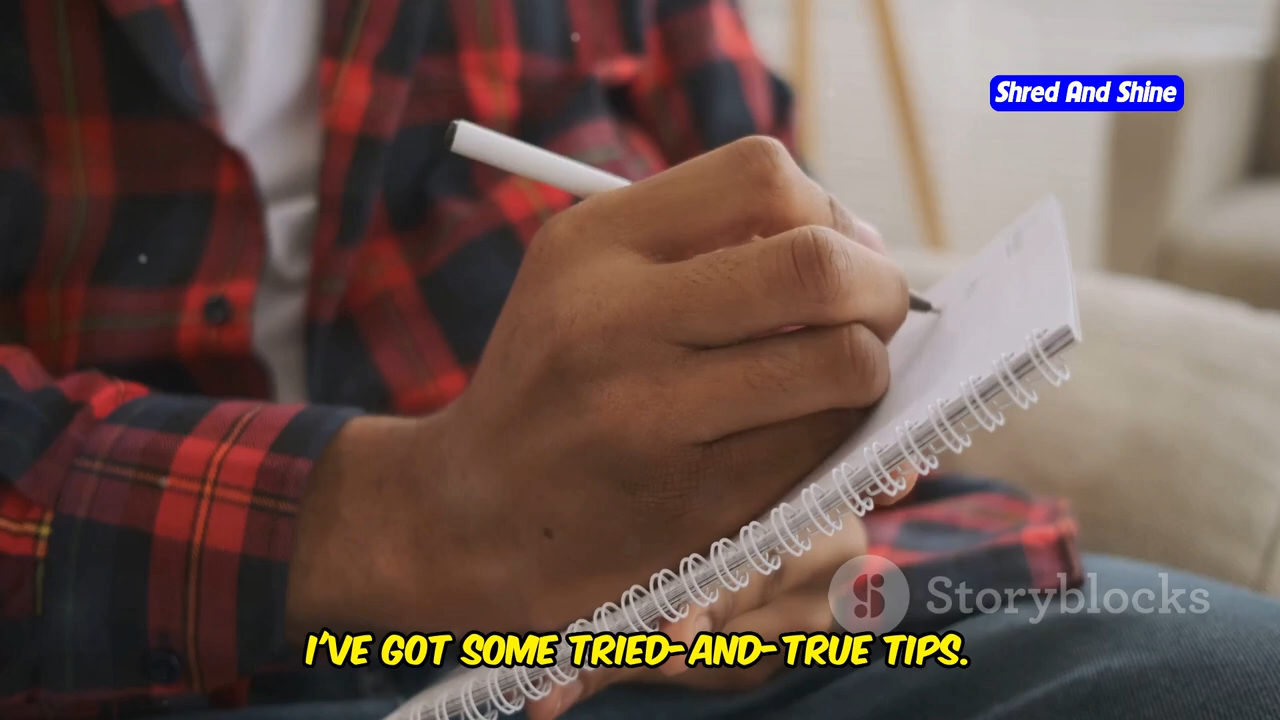 Shred And Shine
Storyblocks
I'VE GOT SOME TRIED-AND-TRUE TIPS.